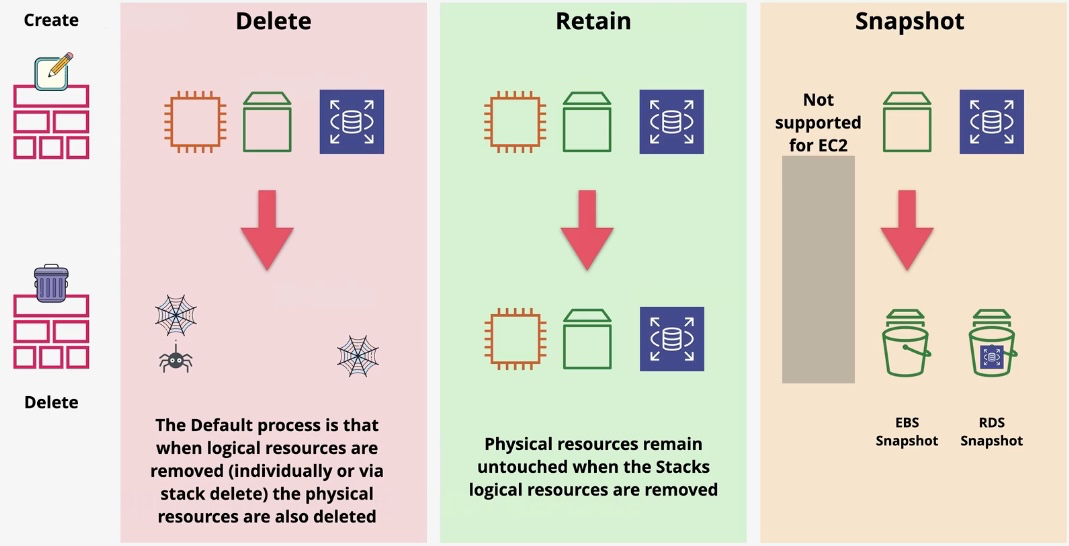 Create
Delete
Retain
Snapshot
Not
supported
for EC2
Delete
The Default process is that
when logical resources are
removed (individually or via
stack delete) the physical
resources are also deleted
Physical resources remain
untouched when the Stacks
logical resources are removed
EBS
Snapshot
RDS
Snapshot